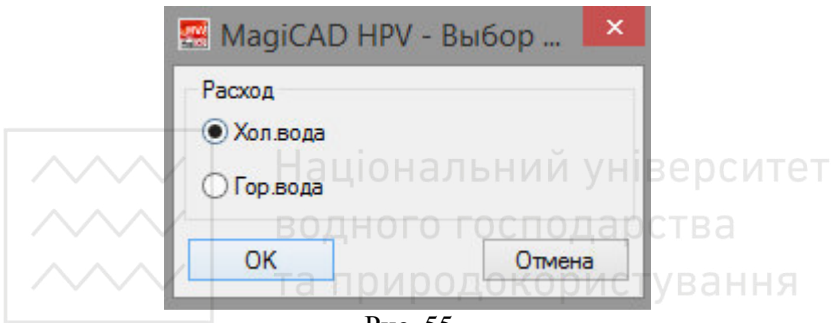 MagiCAD HPV - Выбор ...
Расход
Хол.вода
Гор.вода
Національний університет
водного господарства
та природокористування
OK
Отмена
Рис. 55